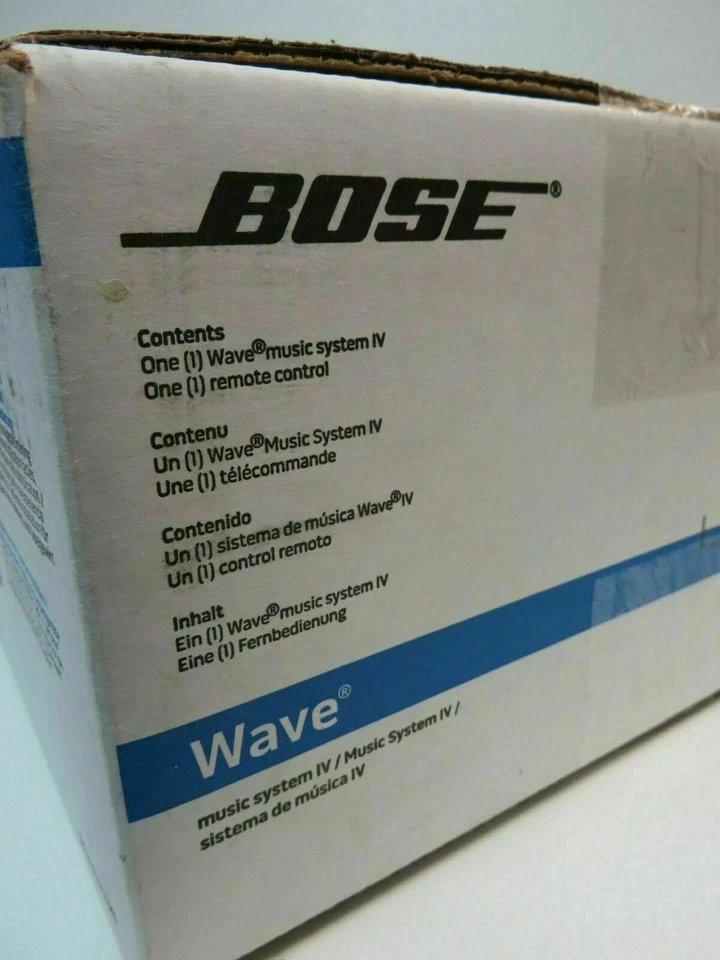 BOSE®
Contents
One (1) Wave®music system IV
One (1) remote control
Contenu
Un (1) Wave®Music System IV
Une (1) télécommande
Contenido
Un (1) sistema de música Wave®IV
Un (1) control remoto
Inhalt
Ein (1) Wave®music system IV
Eine (1) Fernbedienung
Wave®
music system IV / Music System IV /
sistema de música IV